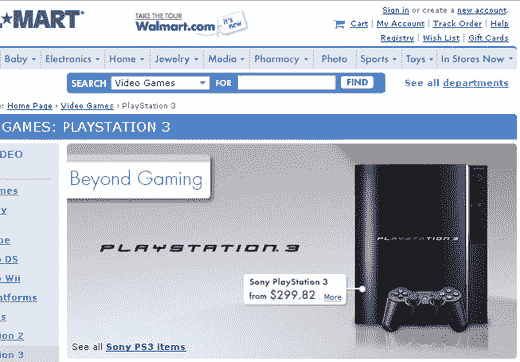 ★MART®
TAKE THE TOUR
Walmart.com it's new
Sign in or create a new account.
Cart | My Account | Track Order | Help
Registry | Wish List | Gift Cards
Baby Electronics Home Jewelry Media Pharmacy Photo Sports Toys In Stores Now
SEARCH Video Games FOR FIND See all departments
: Home Page › Video Games › PlayStation 3
GAMES: PLAYSTATION 3
DEO
mes
y
be
o DS
o Wii
atforms
s
tion 2
tion 3
Beyond Gaming
PLAYSTATION 3
PLAYSTATION 3
Sony PlayStation 3
from $299.82 More
See all Sony PS3 items